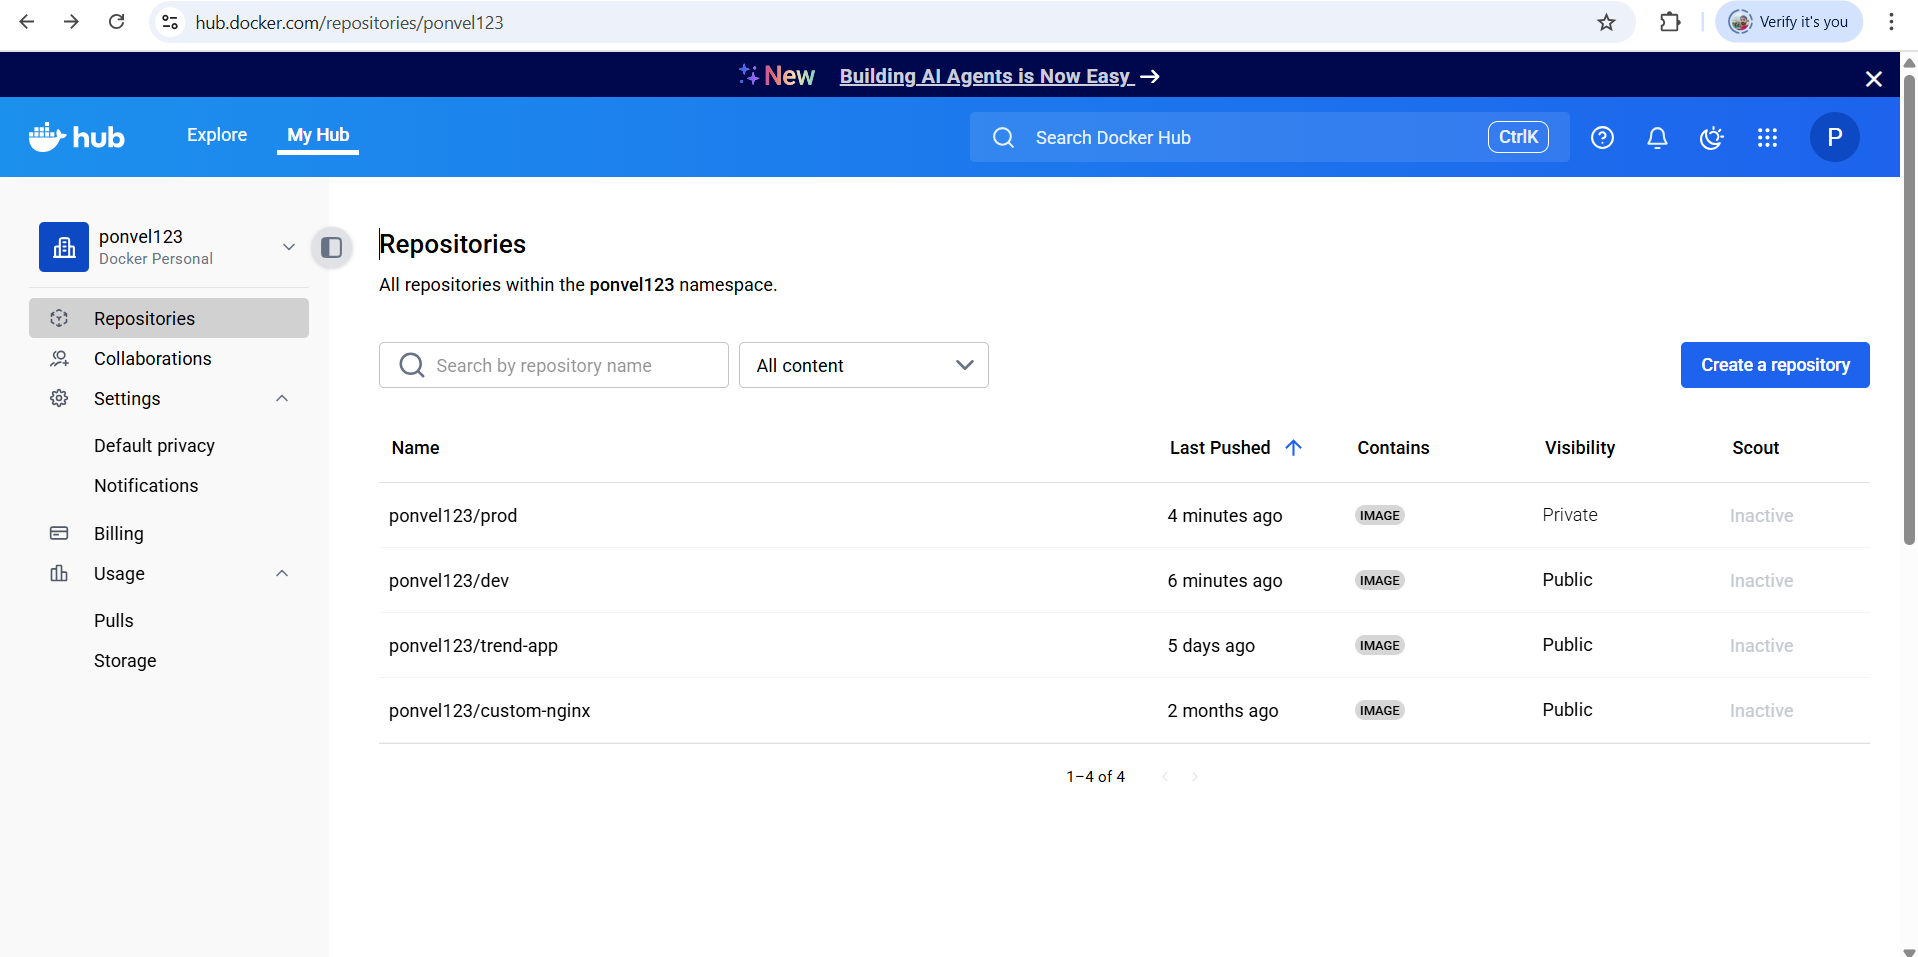 hub.docker.com/repositories/ponvel123
Verify it's you
New Building AI Agents is Now Easy →
hub
Explore
My Hub
Search Docker Hub
CtrlK
P
ponvel123
Docker Personal
Repositories
Collaborations
Settings
Default privacy
Notifications
Billing
Usage
Pulls
Storage
Repositories
All repositories within the ponvel123 namespace.
Search by repository name
All content
Create a repository
Name Last Pushed Contains Visibility Scout
ponvel123/prod 4 minutes ago IMAGE Private Inactive
ponvel123/dev 6 minutes ago IMAGE Public Inactive
ponvel123/trend-app 5 days ago IMAGE Public Inactive
ponvel123/custom-nginx 2 months ago IMAGE Public Inactive
1–4 of 4